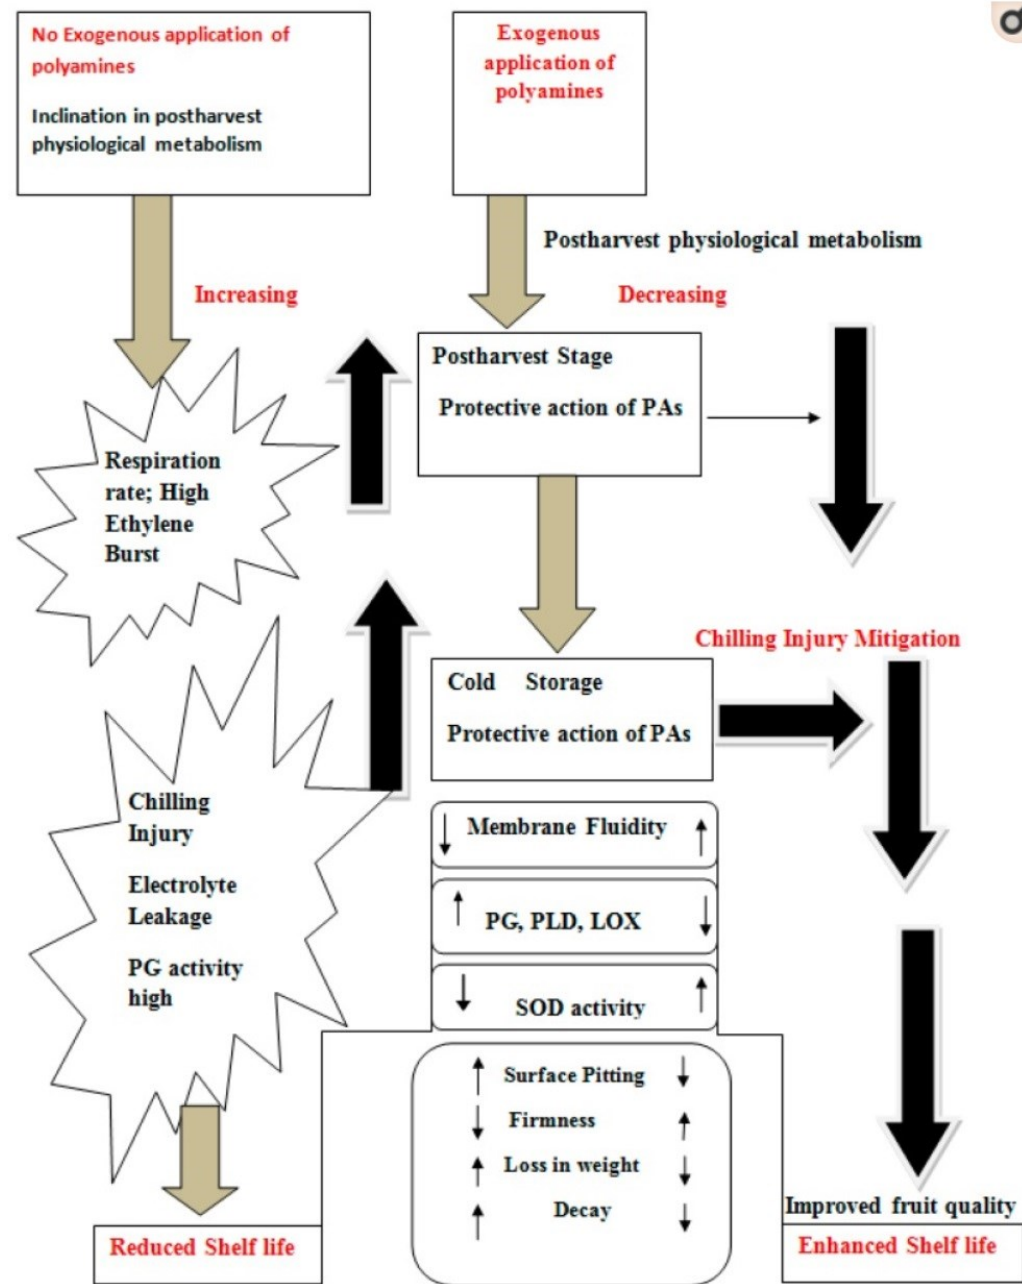 No Exogenous application of
polyamines
Inclination in postharvest
physiological metabolism
Exogenous
application of
polyamines
Postharvest physiological metabolism
Increasing
Decreasing
Postharvest Stage
Protective action of PAs
Respiration
rate; High
Ethylene
Burst
Chilling Injury Mitigation
Cold Storage
Protective action of PAs
Chilling
Injury
Electrolyte
Leakage
PG activity
high
↓ Membrane Fluidity ↑
↑ PG, PLD, LOX ↓
↓ SOD activity ↑
↑ Surface Pitting ↓
↓ Firmness ↑
↑ Loss in weight ↓
↑ Decay ↓
Improved fruit quality
Reduced Shelf life
Enhanced Shelf life